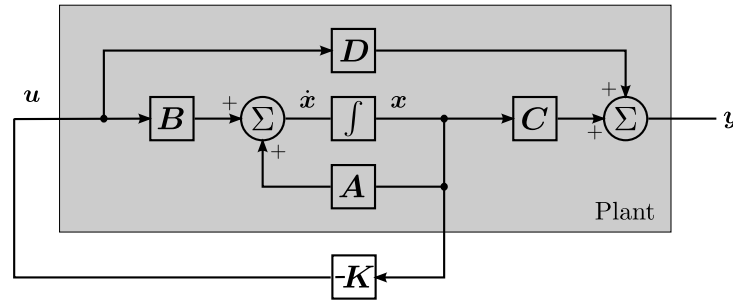 D
u
B
+
Σ
ẋ
∫
x
C
+
+
Σ
y
+
A
Plant
-K